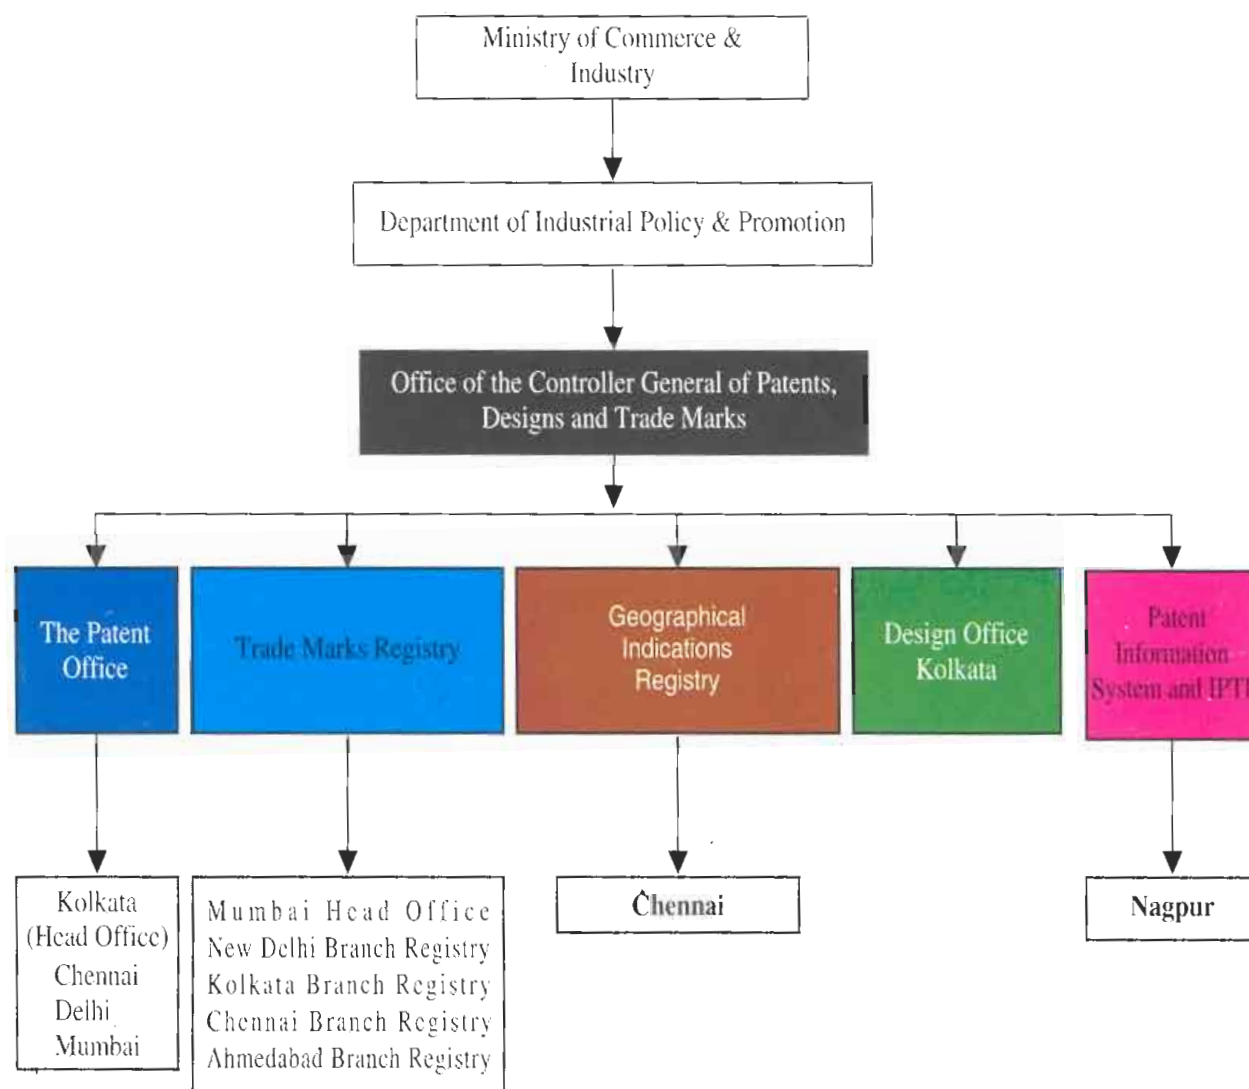 Ministry of Commerce &
Industry
Department of Industrial Policy & Promotion
Office of the Controller General of Patents,
Designs and Trade Marks
The Patent
Office
Trade Marks Registry
Geographical
Indications
Registry
Design Office
Kolkata
Patent
Information
System and
Kolkata
(Head Office)
Chennai
Delhi
Mumbai
Mumbai Head Office
New Delhi Branch Registry
Kolkata Branch Registry
Chennai Branch Registry
Ahmedabad Branch Registry
Chennai
Nagpur